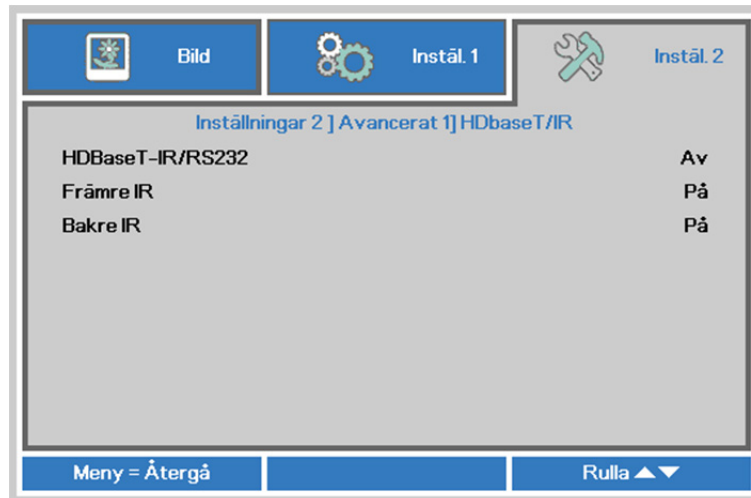 Bild
Instäl. 1
Instäl. 2
Inställningar 2 ] Avancerat 1] HDbaseT/IR
HDBaseT-IR/RS232 Av
Främre IR På
Bakre IR På
Meny = Återgå
Rulla ▲▼